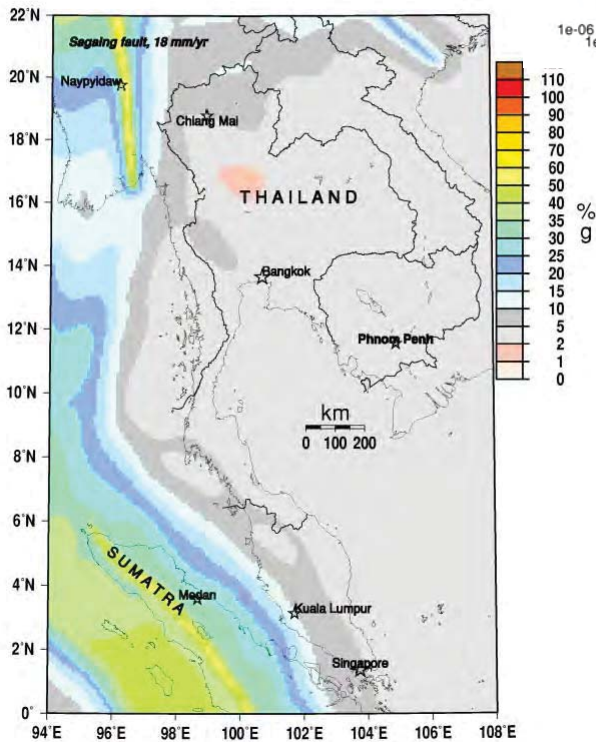 22°N
20°N
18°N
16°N
14°N
12°N
10°N
8°N
6°N
4°N
2°N
0°
94°E
96°E
98°E
100°E
102°E
104°E
106°E
108°E
Sagaing fault, 18 mm/yr
Naypyidaw
Chiang Mai
THAILAND
Bangkok
Phnom Penh
km
0 100 200
SUMATRA
Medan
Kuala Lumpur
Singapore
1e-06
1e
110
100
90
80
70
60
50
40
35
30
25
20
15
10
5
2
1
0
%
g